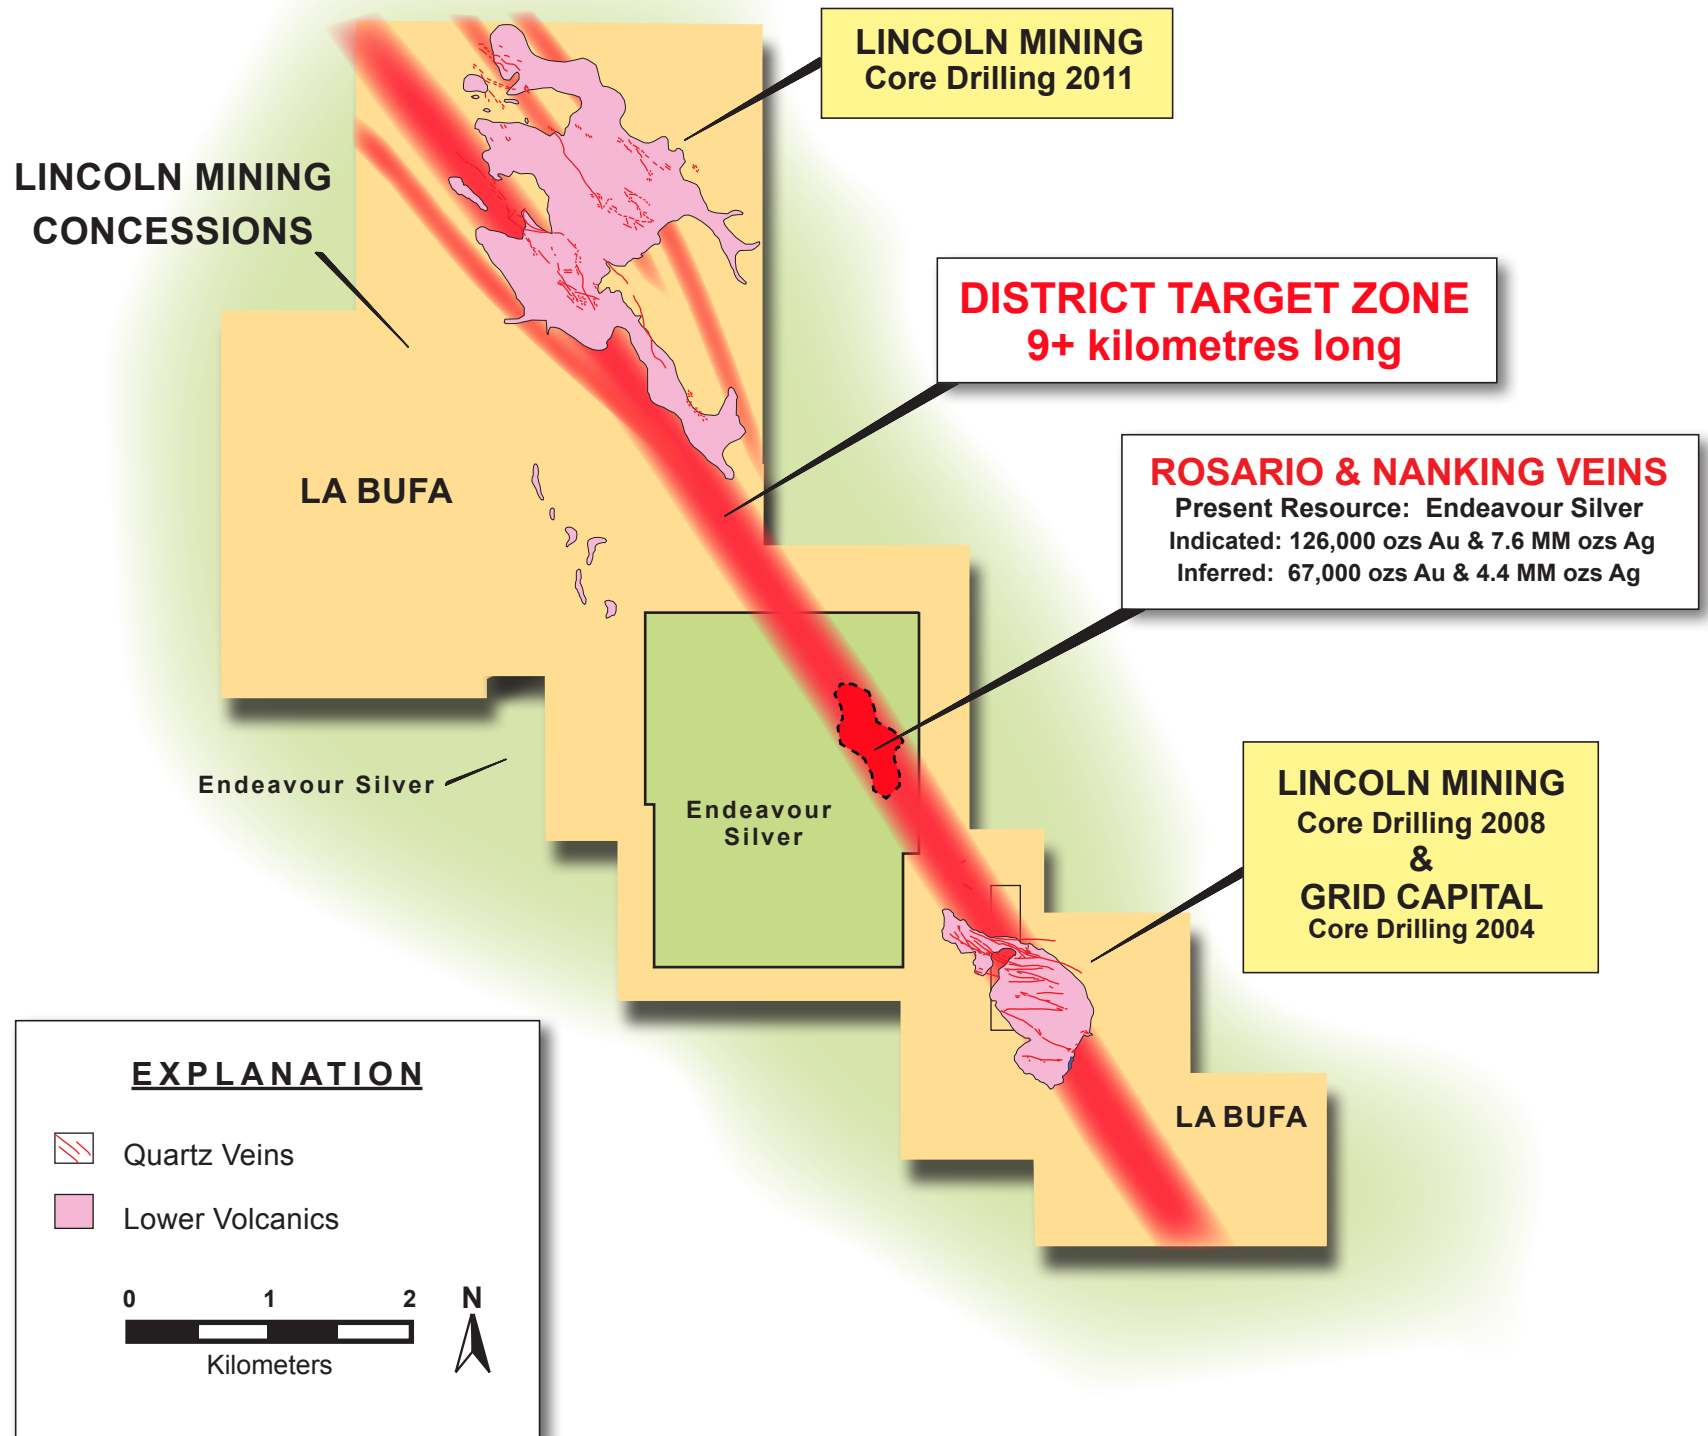 LINCOLN MINING
Core Drilling 2011
LINCOLN MINING
CONCESSIONS
DISTRICT TARGET ZONE
9+ kilometres long
ROSARIO & NANKING VEINS
Present Resource: Endeavour Silver
Indicated: 126,000 ozs Au & 7.6 MM ozs Ag
Inferred: 67,000 ozs Au & 4.4 MM ozs Ag
LA BUFA
Endeavour Silver
Endeavour
Silver
LINCOLN MINING
Core Drilling 2008
&
GRID CAPITAL
Core Drilling 2004
LA BUFA
EXPLANATION
Quartz Veins
Lower Volcanics
0 1 2 N
Kilometers